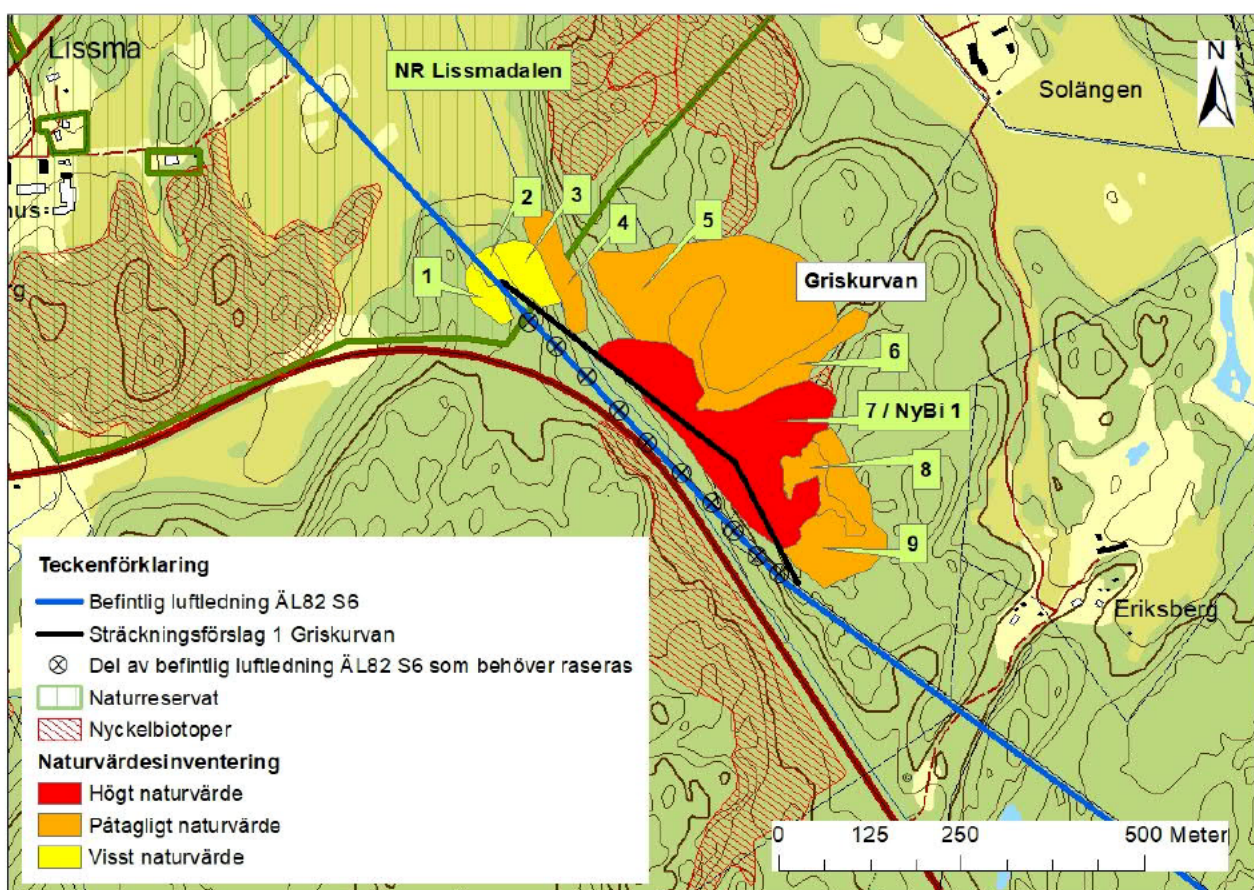 Lissma
NR Lissmadalen
N
Solängen
2
3
4
5
1
Griskurvan
6
7 / NyBi 1
8
9
Eriksberg
Teckenförklaring
Befintlig luftledning ÄL82 S6
Sträckningsförslag 1 Griskurvan
Del av befintlig luftledning ÄL82 S6 som behöver raseras
Naturreservat
Nyckelbiotoper
Naturvärdesinventering
Högt naturvärde
Påtagligt naturvärde
Visst naturvärde
0 125 250 500 Meter